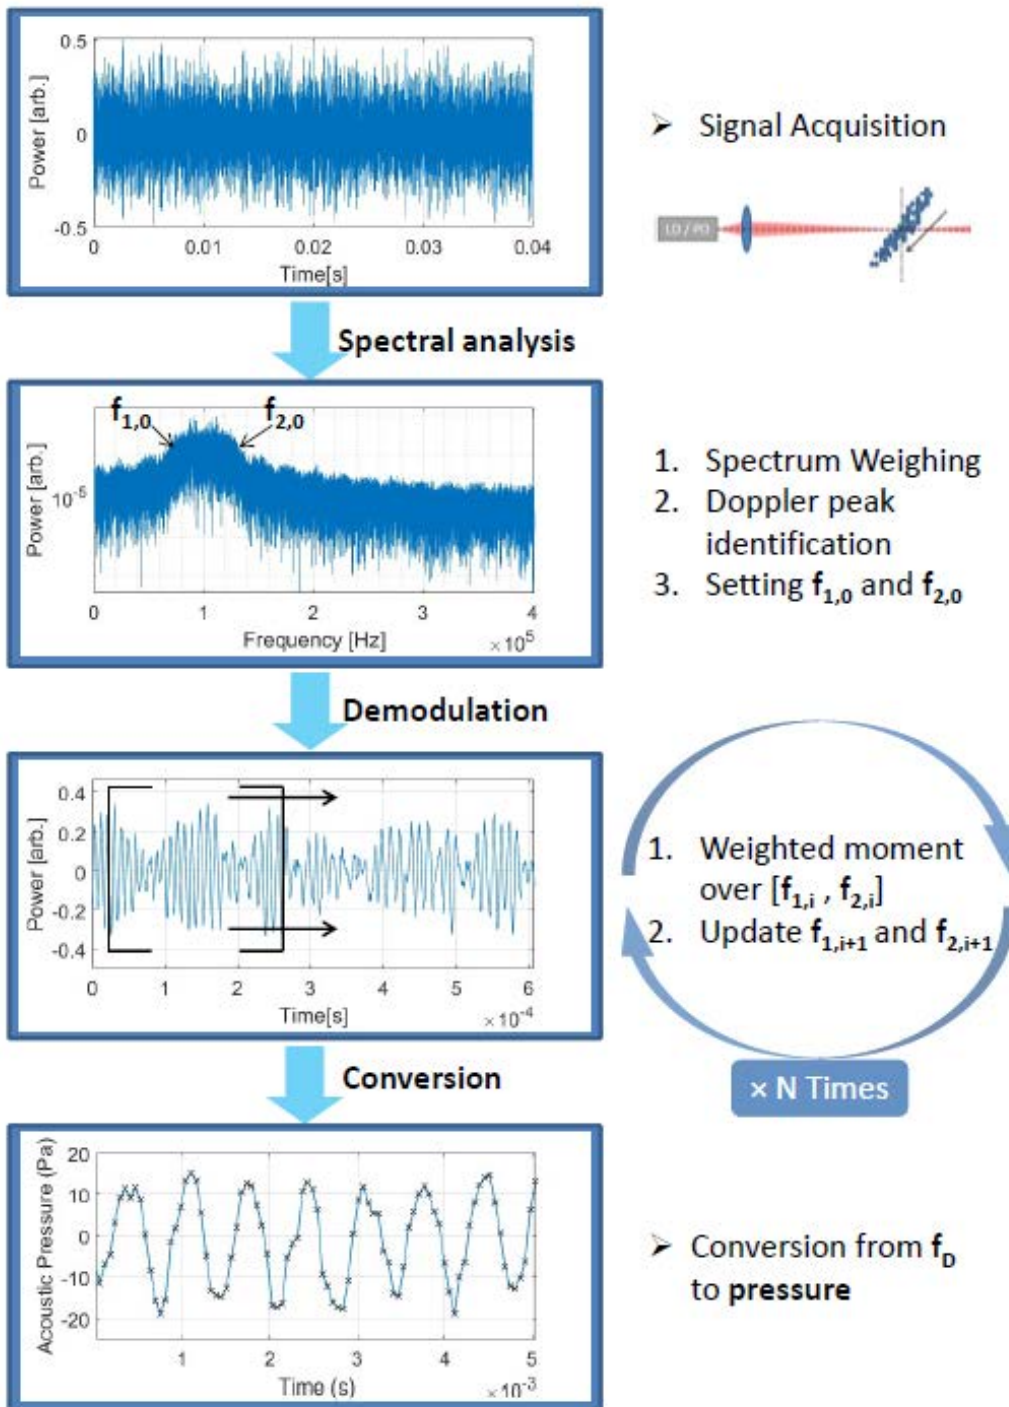 0.5
0
-0.5
Power [arb.]
0 0.01 0.02 0.03 0.04
Time[s]
➢ Signal Acquisition
LD / PD
Spectral analysis
f1,0 f2,0
Power [arb.]
10-5
0 1 2 3 4
Frequency [Hz] × 10 5
1. Spectrum Weighing
2. Doppler peak
identification
3. Setting f1,0 and f2,0
Demodulation
0.4
0.2
0
-0.2
-0.4
Power [arb.]
0 1 2 3 4 5 6
Time[s] × 10 -4
1. Weighted moment
over [f1,i , f2,i]
2. Update f1,i+1 and f2,i+1
× N Times
Conversion
20
10
0
-10
-20
Acoustic Pressure (Pa)
1 2 3 4 5
Time (s) × 10 -3
➢ Conversion from fD
to pressure